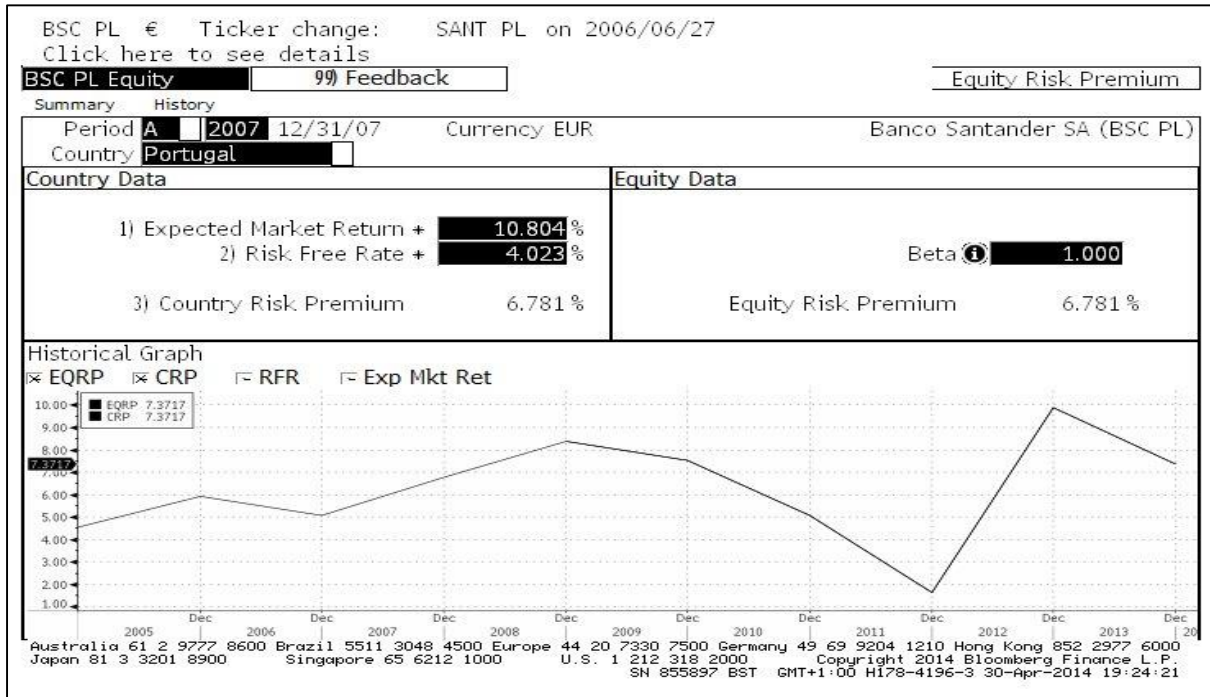 BSC PL € Ticker change: SANT PL on 2006/06/27
Click here to see details
BSC PL Equity 99) Feedback Equity Risk Premium
Summary History
Period A 2007 12/31/07 Currency EUR Banco Santander SA (BSC PL)
Country Portugal
Country Data Equity Data
1) Expected Market Return + 10.804 %
2) Risk Free Rate + 4.023 % Beta i 1.000
3) Country Risk Premium 6.781 % Equity Risk Premium 6.781 %
Historical Graph
EQRP CRP RFR Exp Mkt Ret
EQRP 7.3717
CRP 7.3717
10.00
9.00
8.00
7.3717
7.00
6.00
5.00
4.00
3.00
2.00
1.00
Dec Dec Dec Dec Dec Dec Dec Dec Dec
2005 2006 2007 2008 2009 2010 2011 2012 2013 20
Australia 61 2 9777 8600 Brazil 5511 3048 4500 Europe 44 20 7330 7500 Germany 49 69 9204 1210 Hong Kong 852 2977 6000
Japan 81 3 3201 8900 Singapore 65 6212 1000 U.S. 1 212 318 2000 Copyright 2014 Bloomberg Finance L.P.
SN 855897 BST GMT+1:00 H178-4196-3 30-Apr-2014 19:24:21